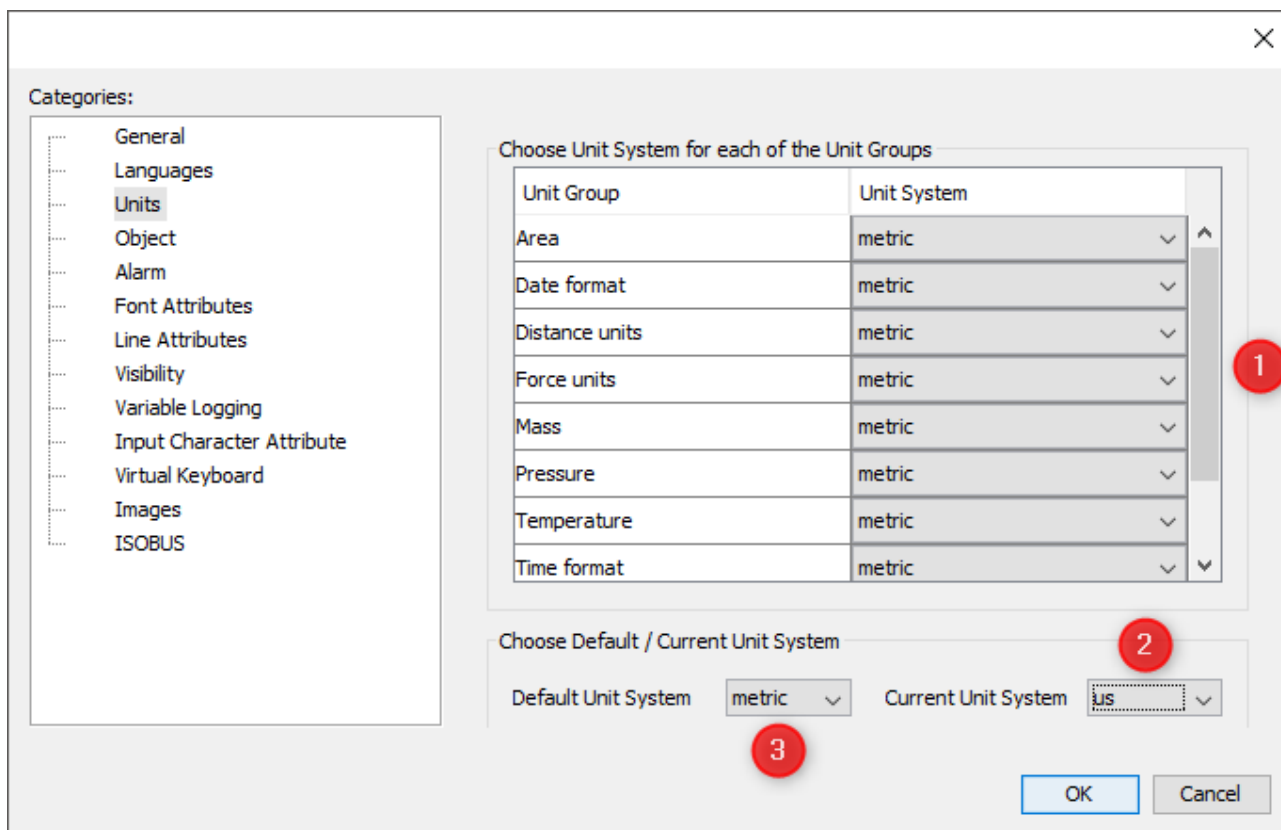 Categories:
General
Languages
Units
Object
Alarm
Font Attributes
Line Attributes
Visibility
Variable Logging
Input Character Attribute
Virtual Keyboard
Images
ISOBUS
Choose Unit System for each of the Unit Groups
Unit Group Unit System
Area metric
Date format metric
Distance units metric
Force units metric
Mass metric
Pressure metric
Temperature metric
Time format metric
1
Choose Default / Current Unit System
2
Default Unit System metric Current Unit System us
3
OK Cancel